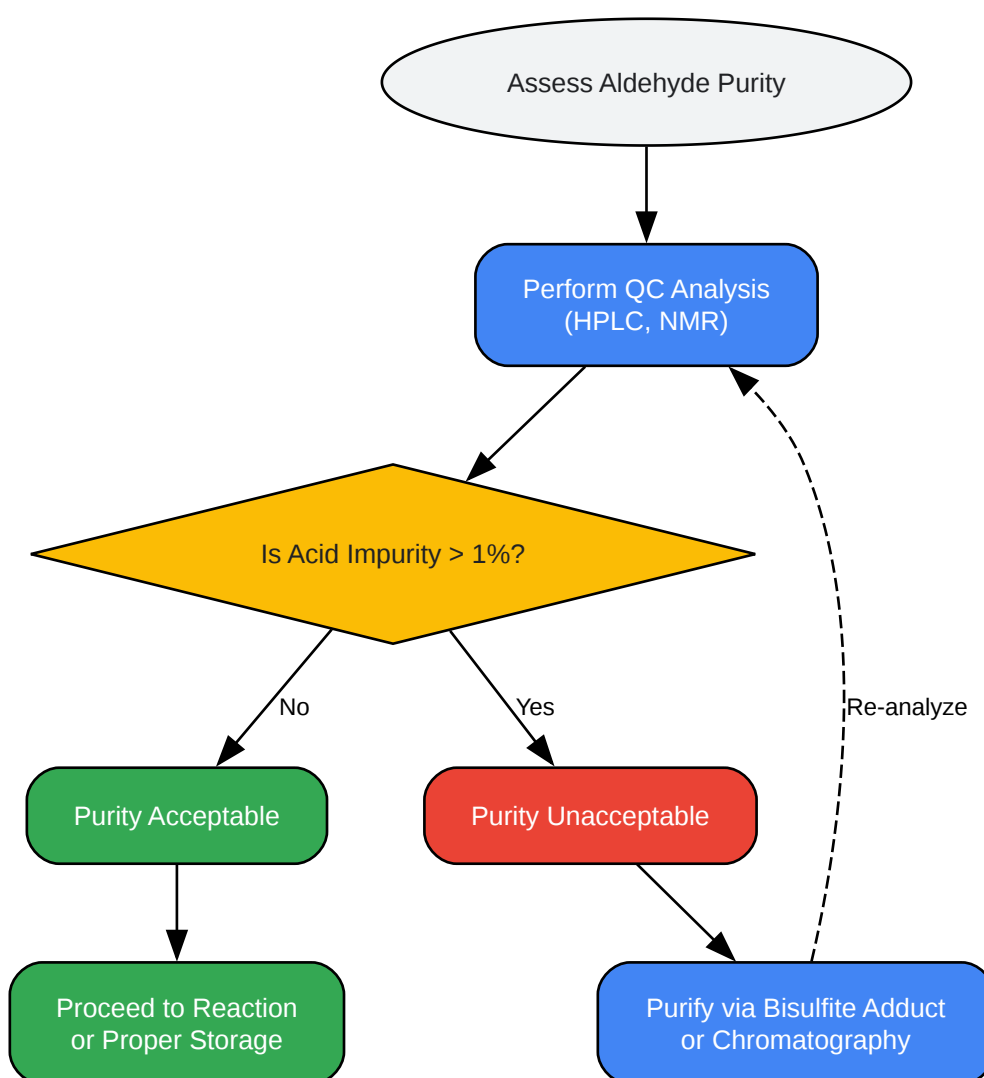 Assess Aldehyde Purity
Perform QC Analysis
(HPLC, NMR)
Is Acid Impurity > 1%?
No
Yes
Re-analyze
Purity Acceptable
Purity Unacceptable
Proceed to Reaction
or Proper Storage
Purify via Bisulfite Adduct
or Chromatography